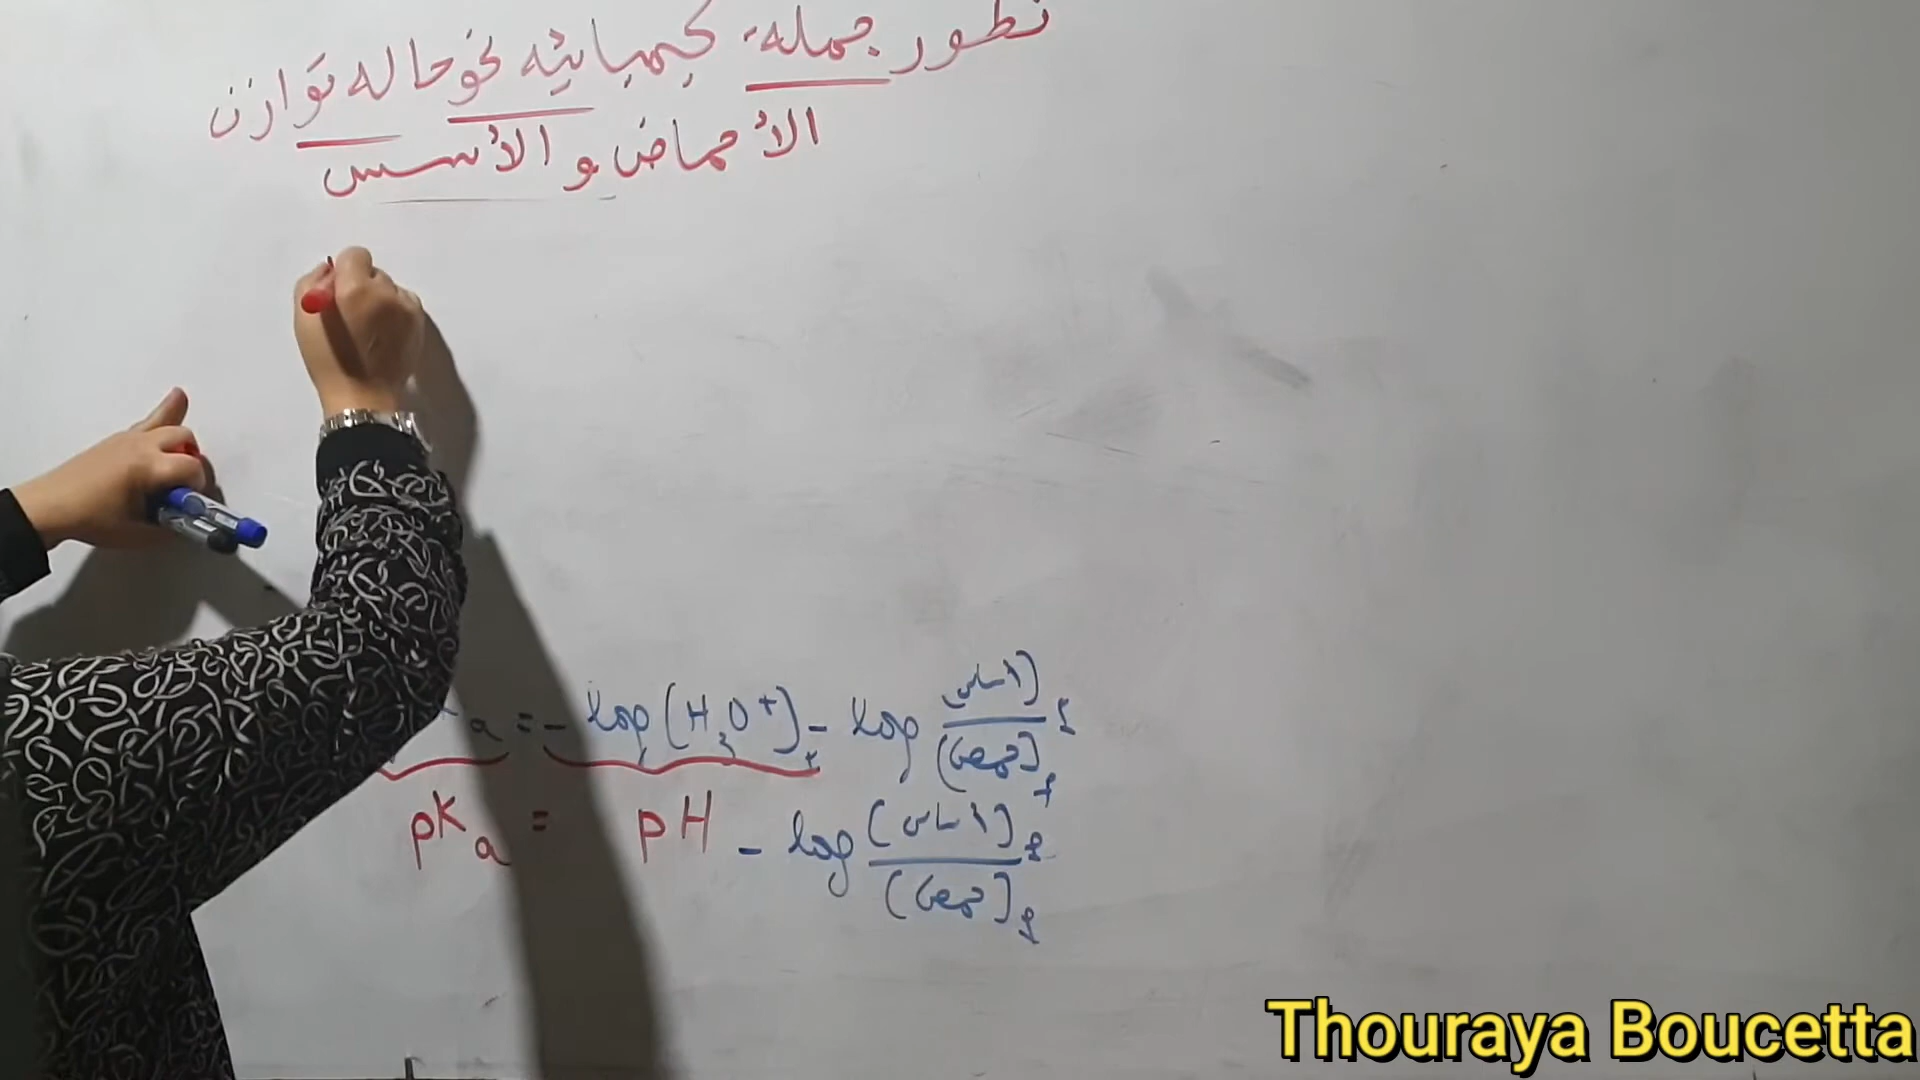 تطور جملة كيميائية نحو حالة توازن
الأحماض و الأسس
a = - log [H3O+]f - log [أساس]f / [حمض]f
pKa = pH - log [أساس]f / [حمض]f
Thouraya Boucetta